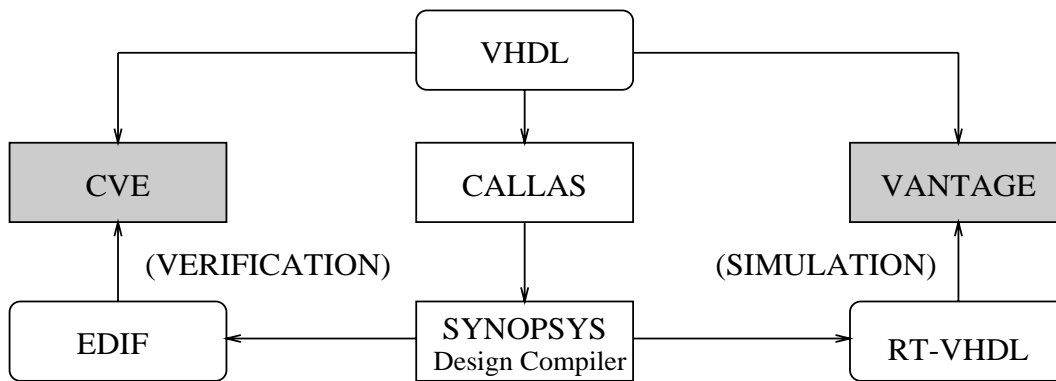 VHDL
CVE
CALLAS
VANTAGE
(VERIFICATION)
(SIMULATION)
EDIF
SYNOPSYS
Design Compiler
RT-VHDL